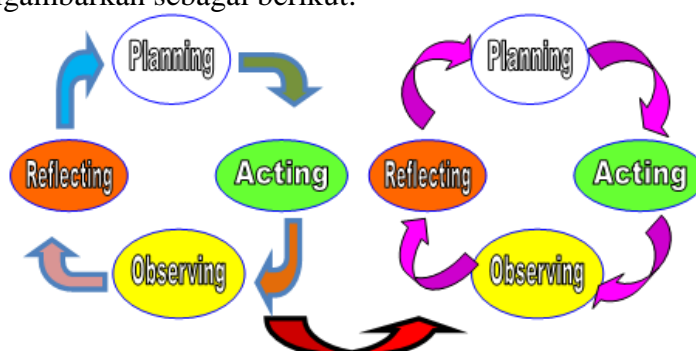 gambarkan sebagai berikut:
Planning
Planning
Reflecting
Acting
Reflecting
Acting
Observing
Observing